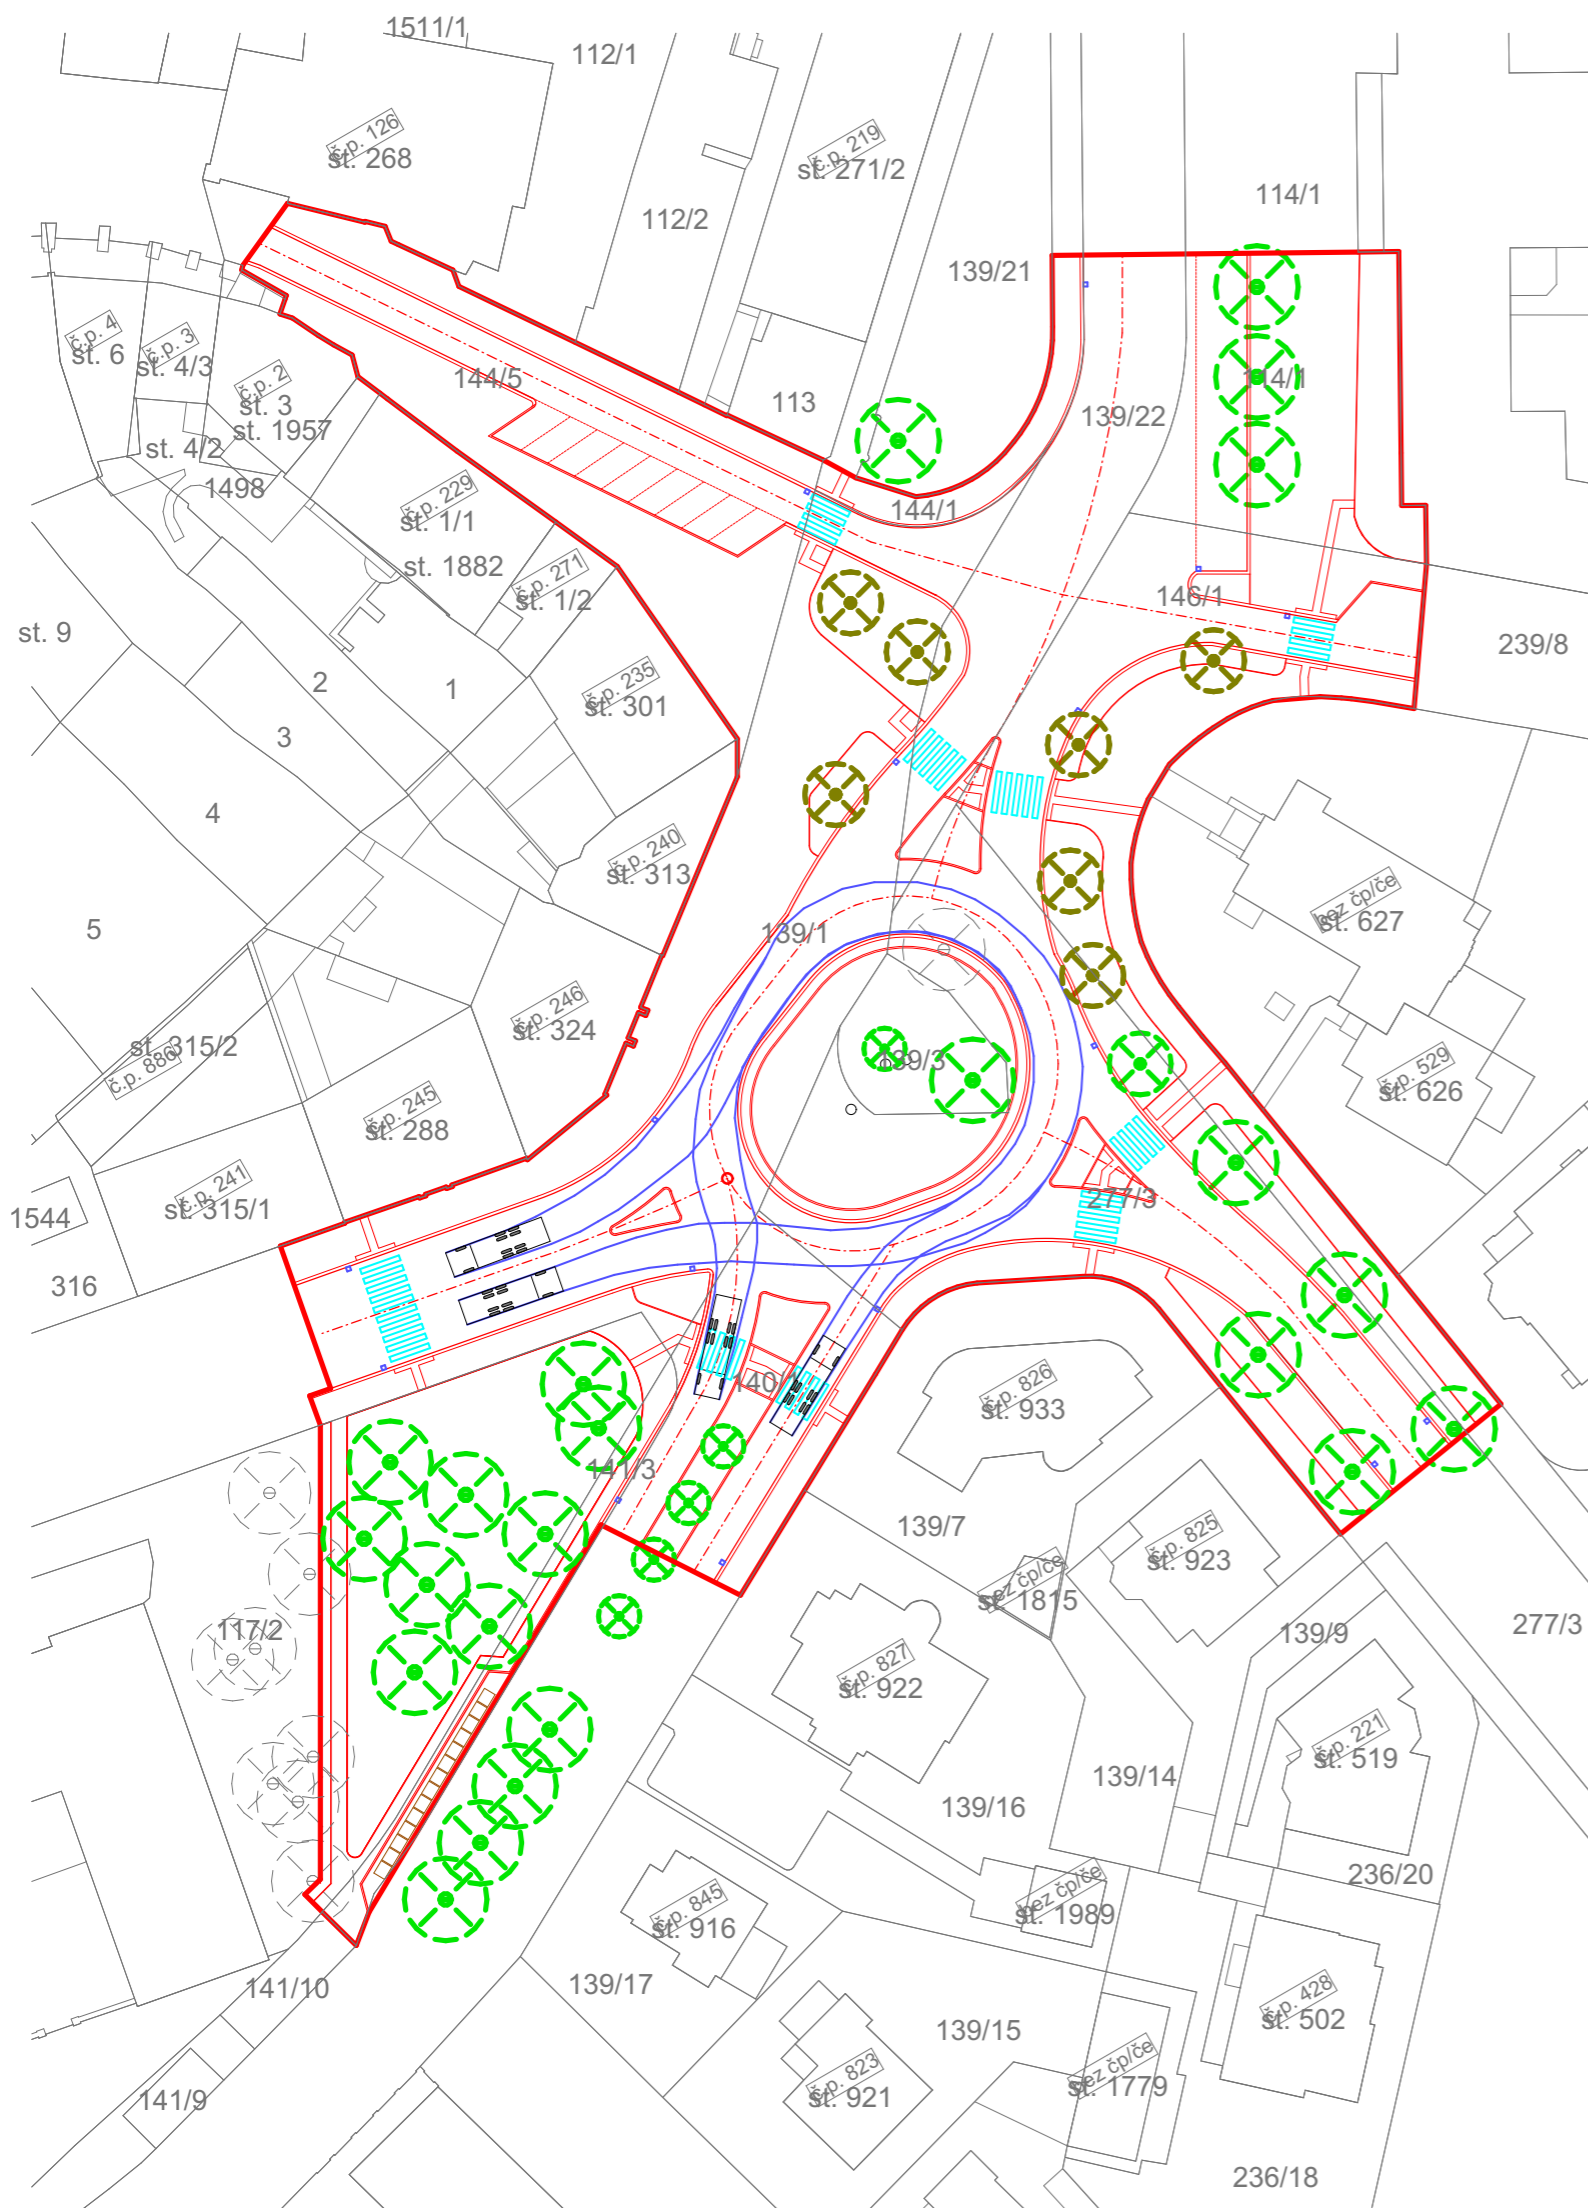 1511/1
112/1
č.p. 126
st. 268
č.p. 219
st. 271/2
114/1
112/2
139/21
č.p. 4
st. 6
č.p. 3
st. 4/3
č.p. 2
st. 3
144/5
114/1
113
139/22
st. 1957
st. 4/2
1498
č.p. 229
st. 1/1
144/1
st. 1882
č.p. 271
st. 1/2
146/1
st. 9
239/8
2
1
č.p. 235
st. 301
3
4
č.p. 240
st. 313
bez čp/če
st. 627
5
139/1
č.p. 246
st. 324
st. 315/2
č.p. 886
139/3
č.p. 529
st. 626
č.p. 245
st. 288
č.p. 241
st. 315/1
277/3
1544
316
140/1
č.p. 826
st. 933
141/3
139/7
č.p. 825
st. 923
bez čp/če
st. 1815
117/2
139/9
277/3
č.p. 827
st. 922
č.p. 221
st. 519
139/14
139/16
236/20
č.p. 845
st. 916
bez čp/če
st. 1989
141/10
139/17
č.p. 428
st. 502
139/15
141/9
č.p. 823
st. 921
bez čp/če
st. 1779
236/18